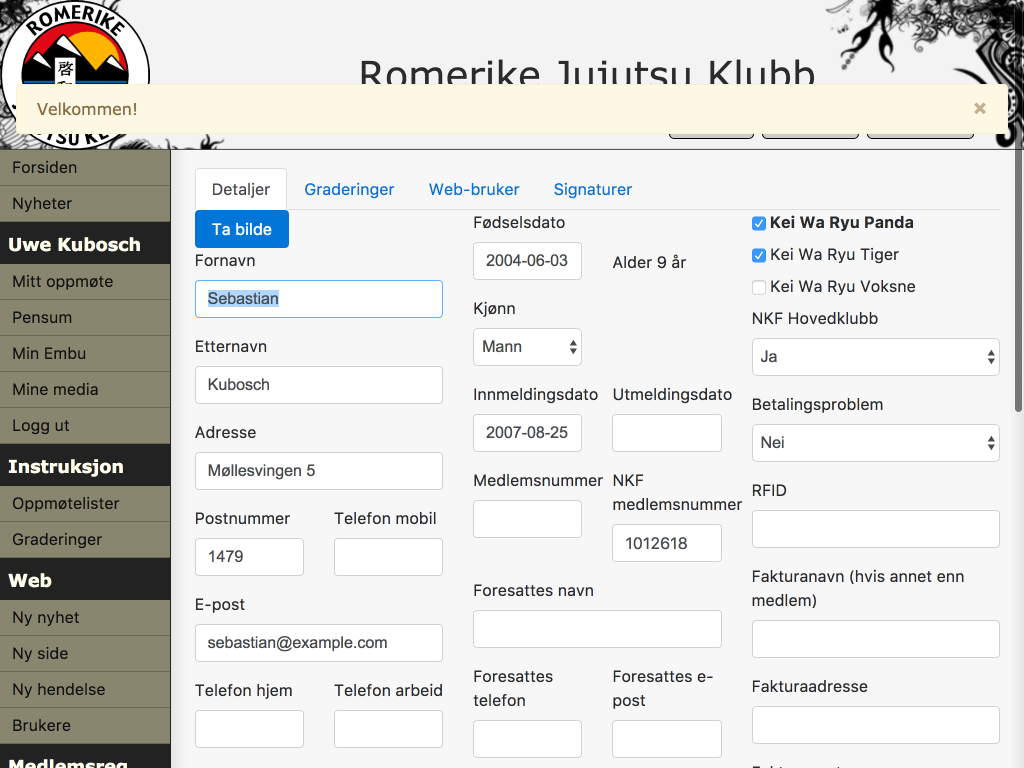 ROMERIKE
啓
Romerike Jujutsu Klubb
Velkommen!
×
Forsiden
Nyheter
Uwe Kubosch
Mitt oppmøte
Pensum
Min Embu
Mine media
Logg ut
Instruksjon
Oppmøtelister
Graderinger
Web
Ny nyhet
Ny side
Ny hendelse
Brukere
Medlemsreg
Detaljer
Graderinger
Web-bruker
Signaturer
Ta bilde
Fornavn
Sebastian
Etternavn
Kubosch
Adresse
Møllesvingen 5
Postnummer
Telefon mobil
1479
E-post
sebastian@example.com
Telefon hjem
Telefon arbeid
Fødselsdato
2004-06-03
Alder 9 år
Kjønn
Mann
Innmeldingsdato
Utmeldingsdato
2007-08-25
Medlemsnummer
NKF
medlemsnummer
1012618
Foresattes navn
Foresattes
telefon
Foresattes e-
post
Kei Wa Ryu Panda
Kei Wa Ryu Tiger
Kei Wa Ryu Voksne
NKF Hovedklubb
Ja
Betalingsproblem
Nei
RFID
Fakturanavn (hvis annet enn
medlem)
Fakturaadresse